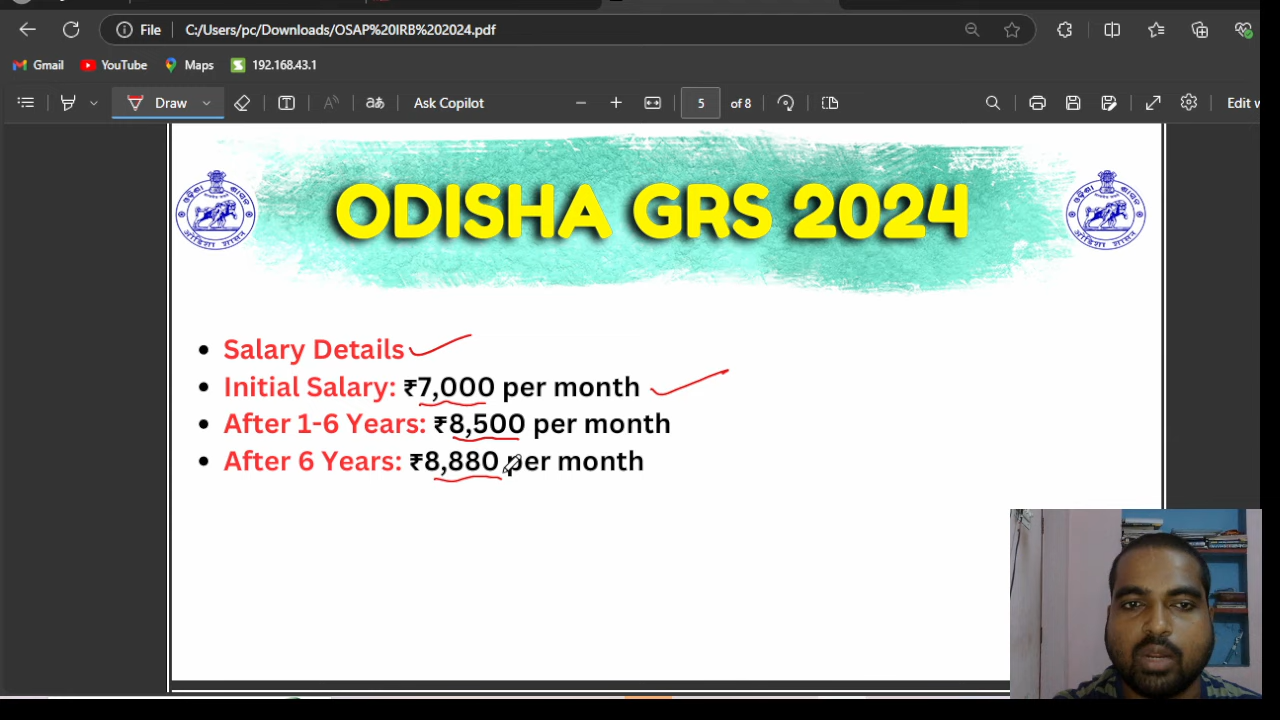 File C:/Users/pc/Downloads/OSAP%20IRB%202024.pdf
Gmail YouTube Maps S 192.168.43.1
Draw aあ Ask Copilot 5 of 8 Edit
ODISHA GRS 2024
Salary Details
Initial Salary: ₹7,000 per month
After 1-6 Years: ₹8,500 per month
After 6 Years: ₹8,880 per month